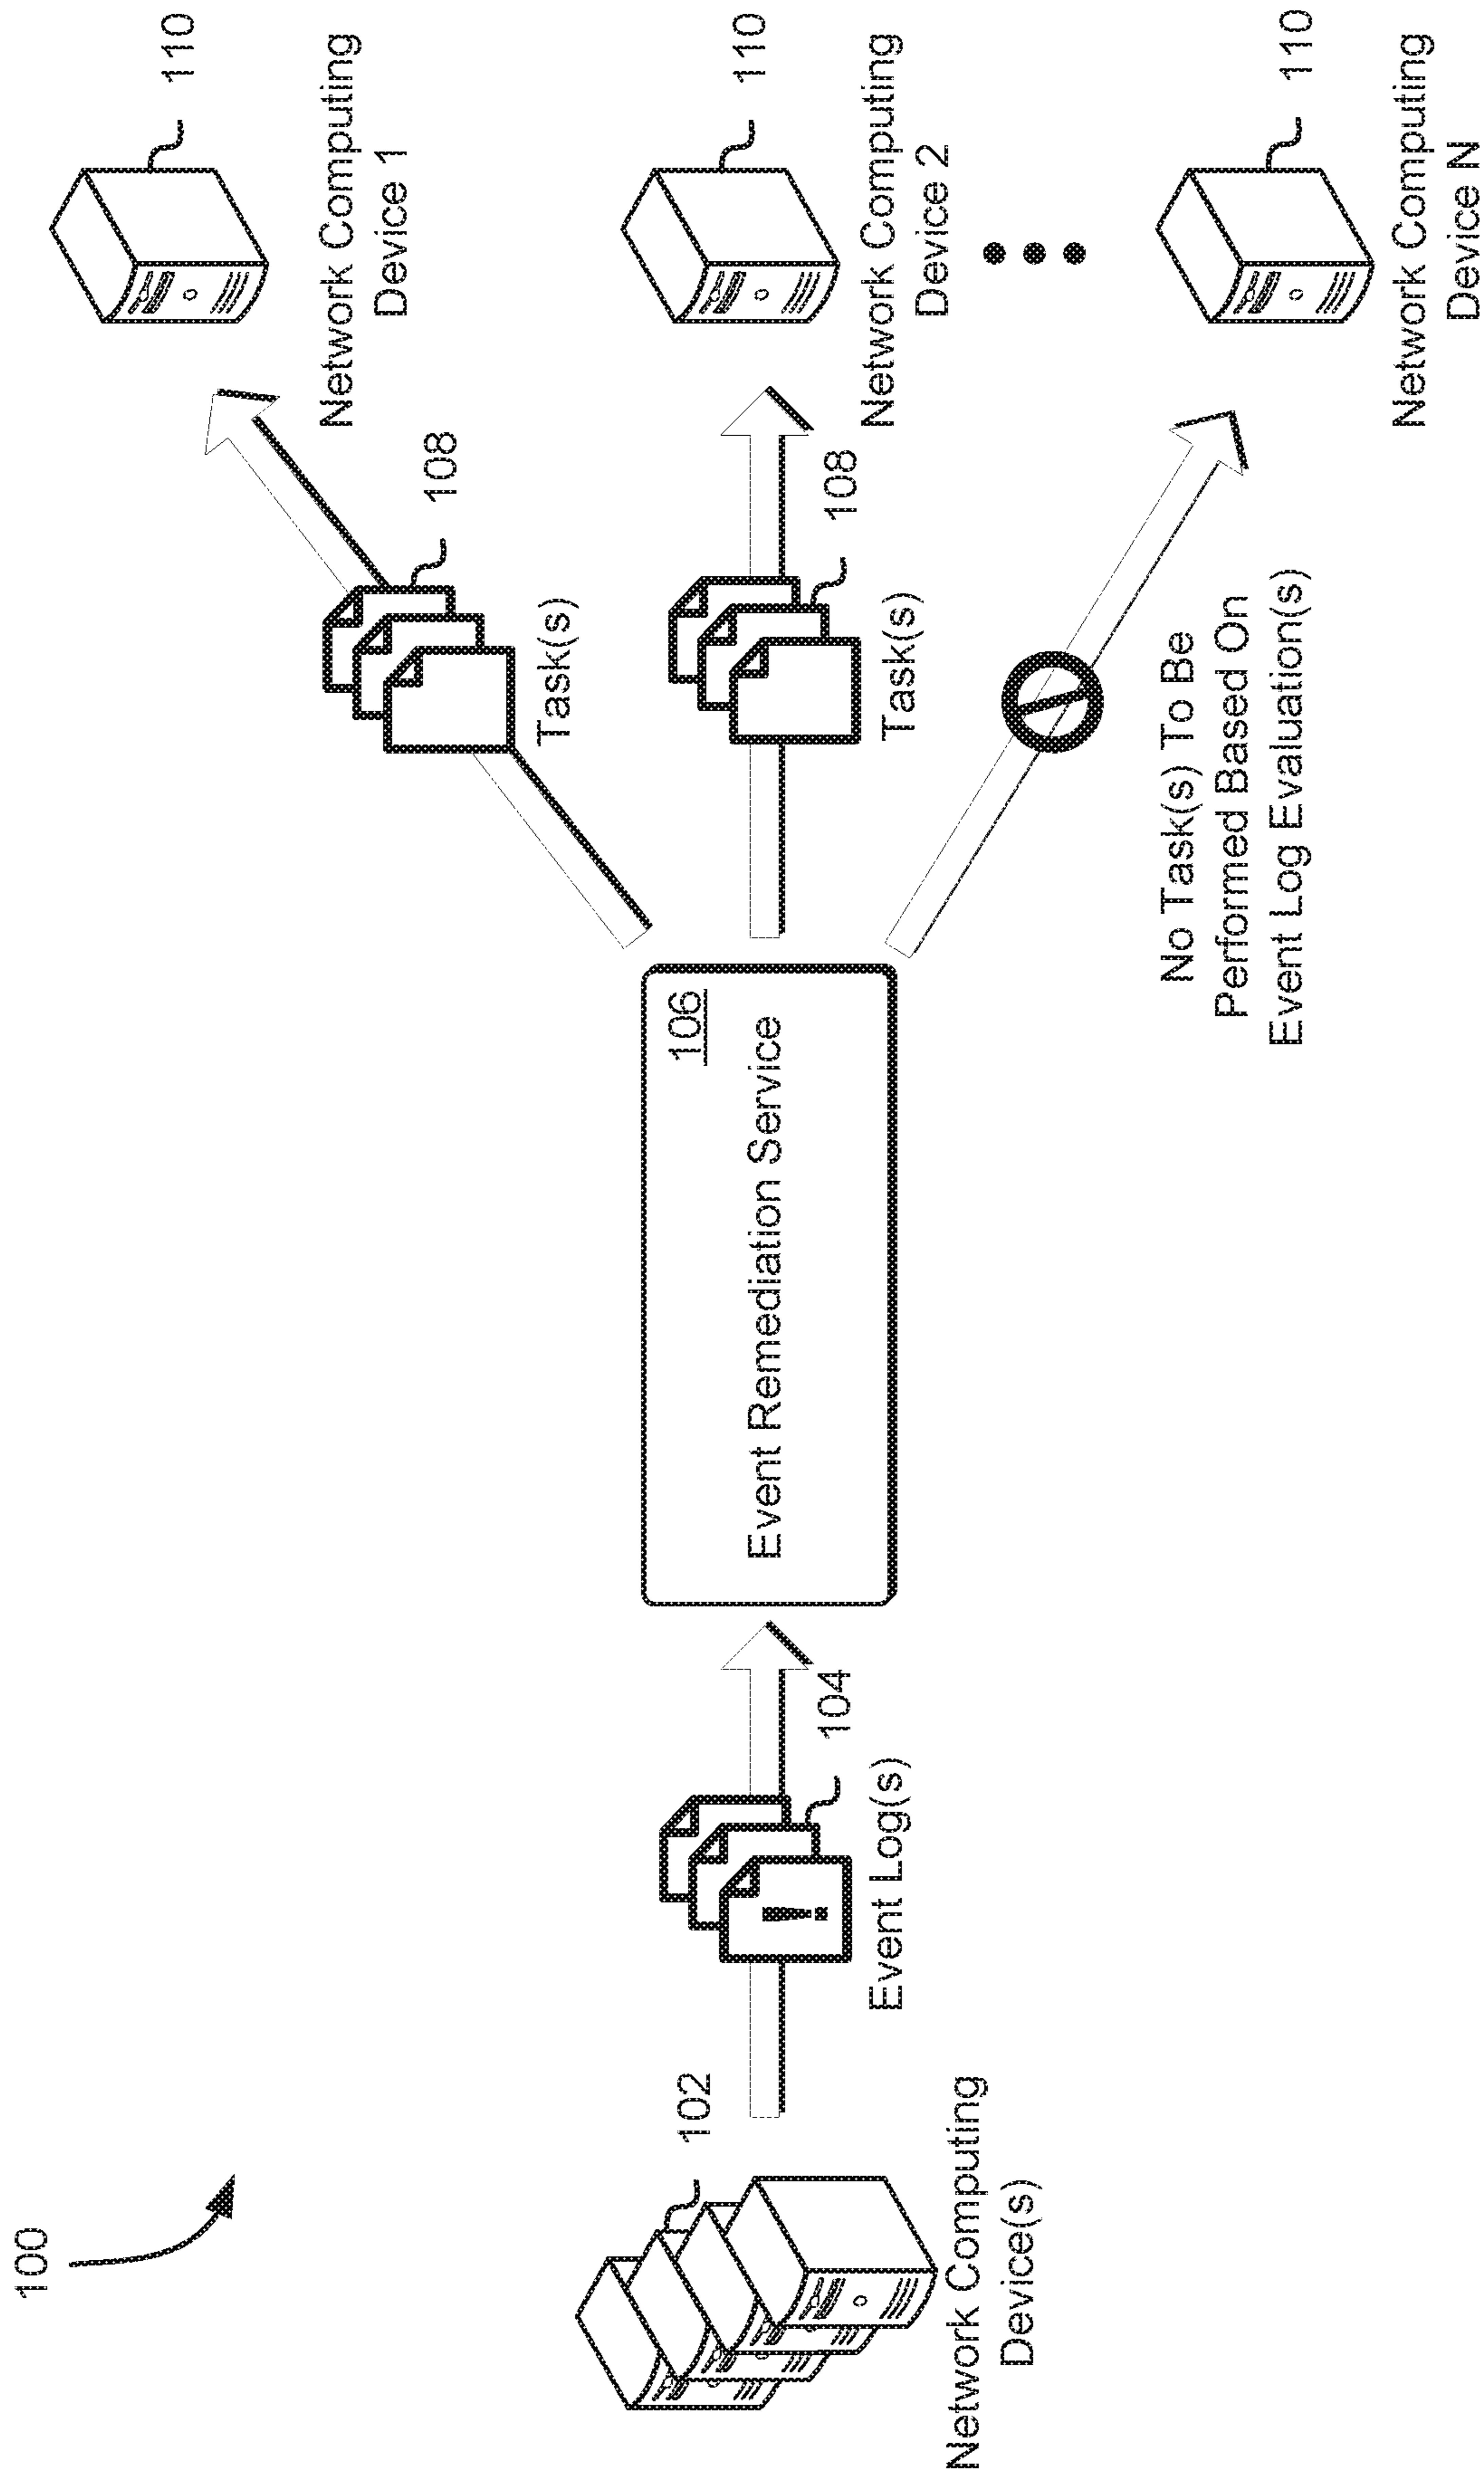 100
102
Network Computing
Device(s)
104
Event Log(s)
106
Event Remediation Service
108
Task(s)
108
Task(s)
No Task(s) To Be
Performed Based On
Event Log Evaluation(s)
110
Network Computing
Device 1
110
Network Computing
Device 2
110
Network Computing
Device N